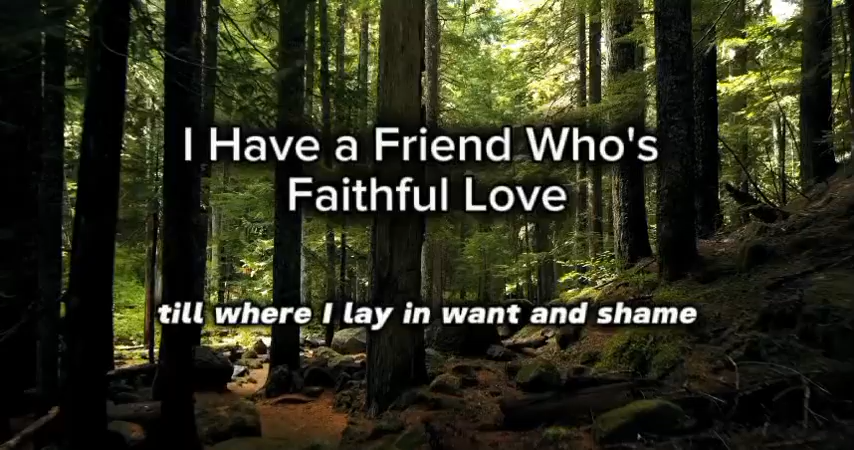 I Have a Friend Who's
Faithful Love
till where I lay in want and shame